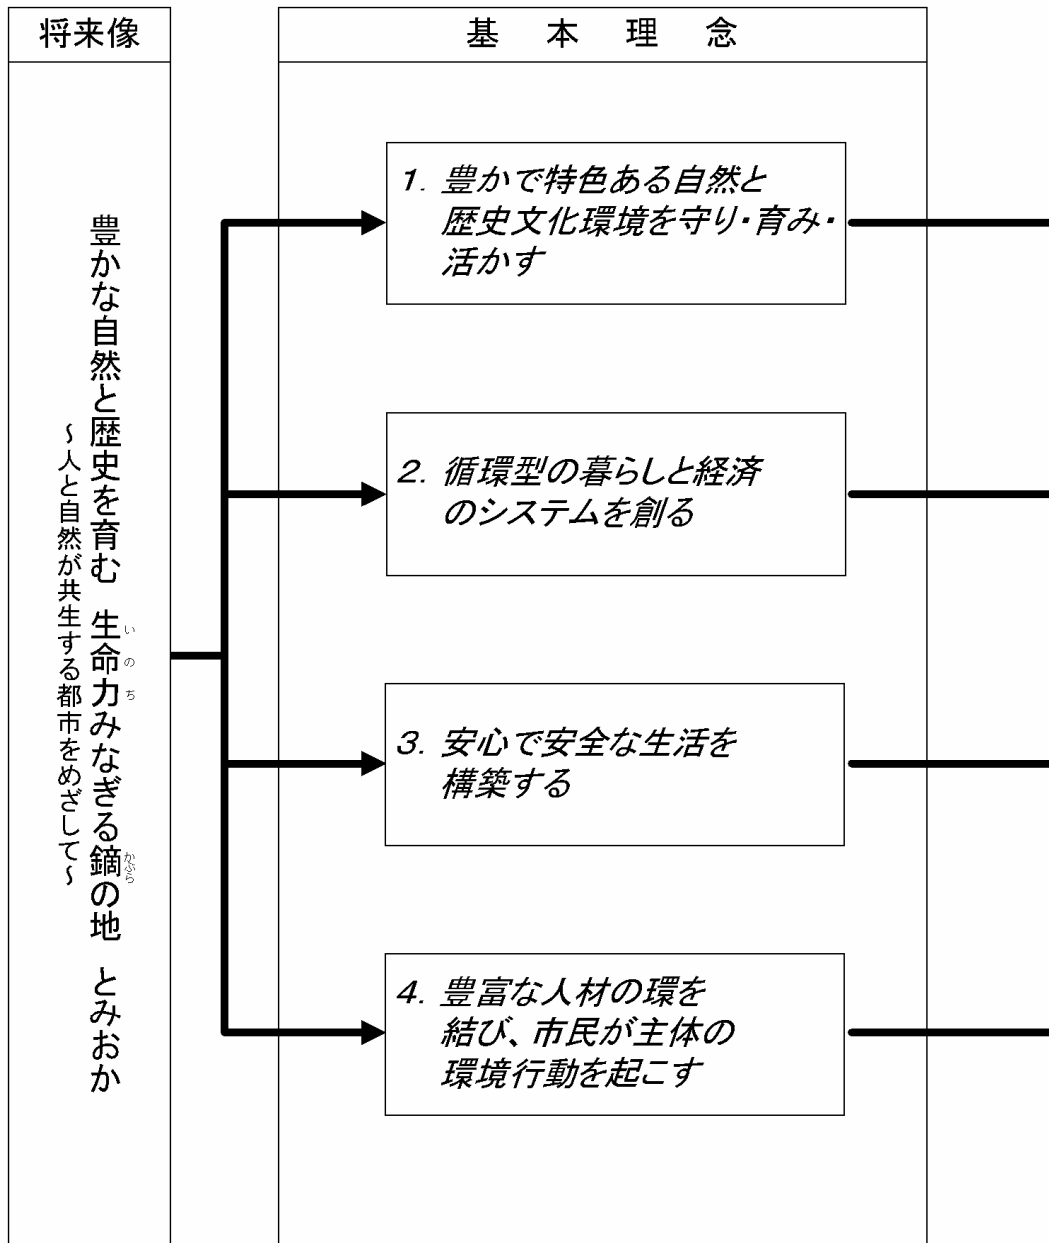 将来像
豊かな自然と歴史を育む 生命力みなぎる鏑の地 とみおか
いのち
かぶら
～人と自然が共生する都市をめざして～
基本理念
1. 豊かで特色ある自然と
歴史文化環境を守り・育み・
活かす
2. 循環型の暮らしと経済
のシステムを創る
3. 安心で安全な生活を
構築する
4. 豊富な人材の環を
結び、市民が主体の
環境行動を起こす